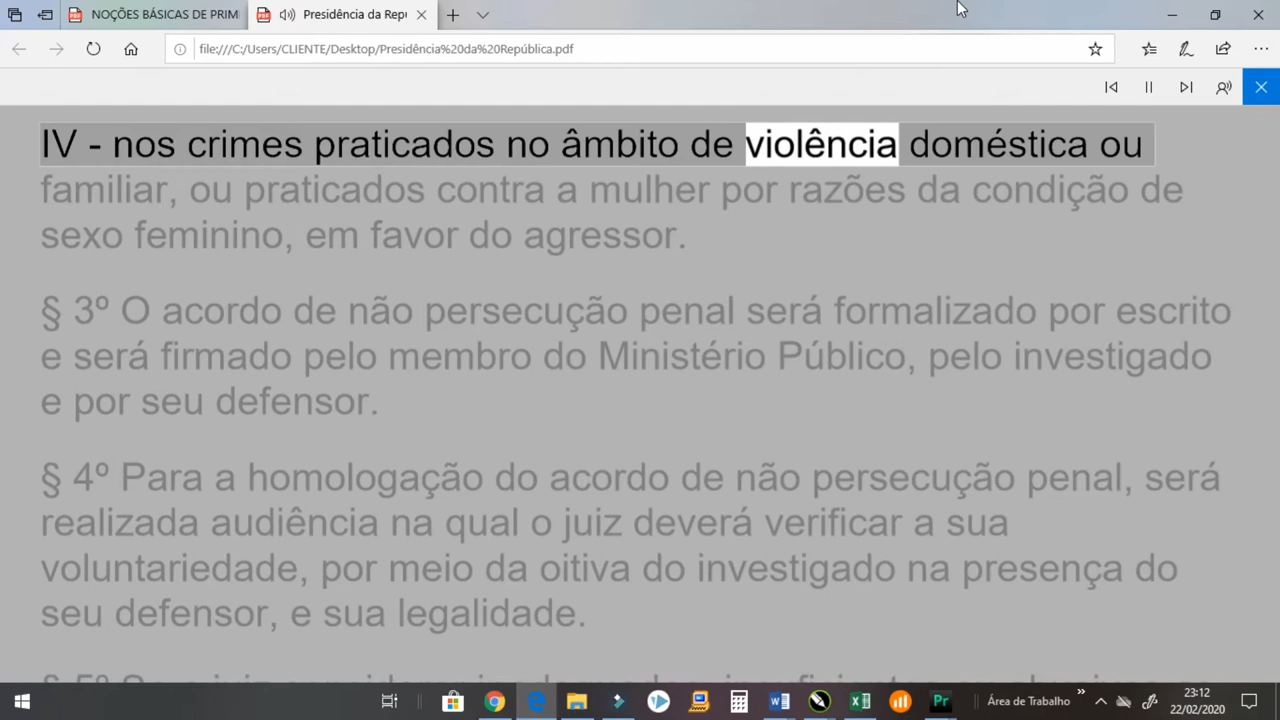 NOÇÕES BÁSICAS DE PRIM
Presidência da Repú
file:///C:/Users/CLIENTE/Desktop/Presidência%20da%20República.pdf
IV - nos crimes praticados no âmbito de violência doméstica ou
familiar, ou praticados contra a mulher por razões da condição de
sexo feminino, em favor do agressor.
§ 3º O acordo de não persecução penal será formalizado por escrito
e será firmado pelo membro do Ministério Público, pelo investigado
e por seu defensor.
§ 4º Para a homologação do acordo de não persecução penal, será
realizada audiência na qual o juiz deverá verificar a sua
voluntariedade, por meio da oitiva do investigado na presença do
seu defensor, e sua legalidade.
Área de Trabalho
23:12
22/02/2020